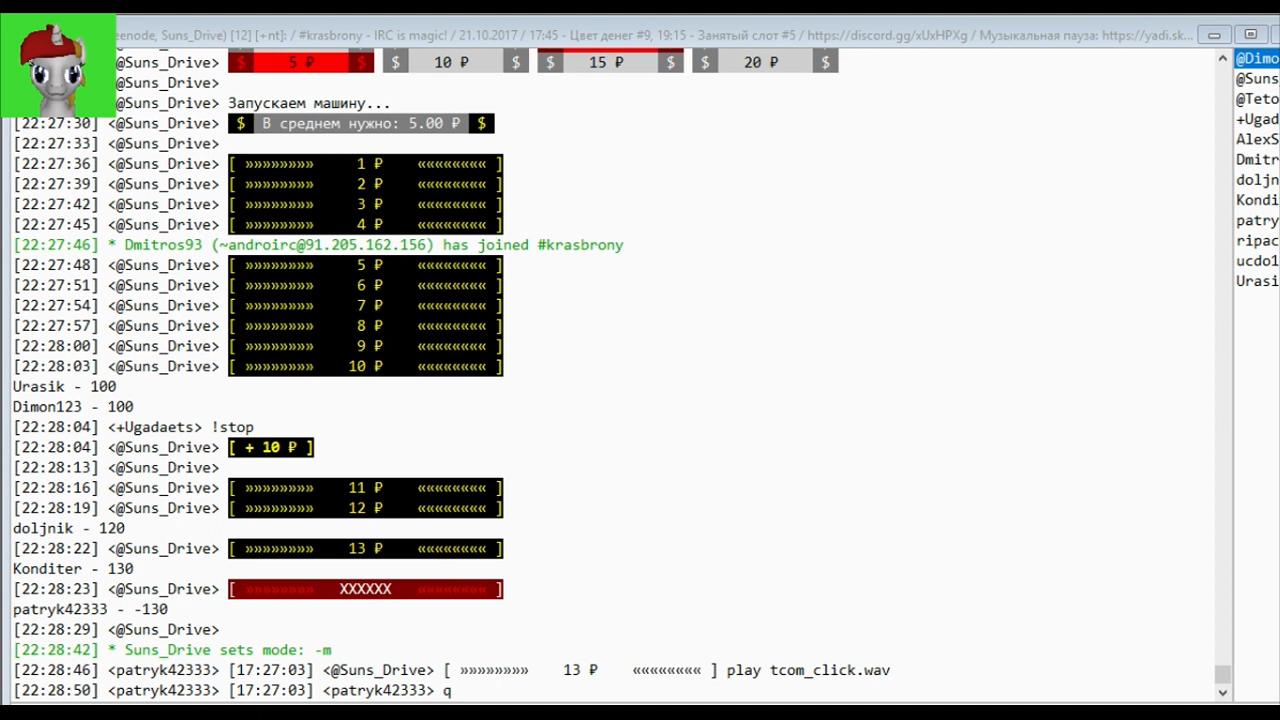 eenode, Suns_Drive) [12] [+nt]: / #krasbrony - IRC is magic! / 21.10.2017 / 17:45 - Цвет денег #9, 19:15 - Занятый слот #5 / https://discord.gg/xUxHPXg / Музыкальная пауза: https://yadi.sk...
@Suns_Drive> $ 5 ₽ $ $ 10 ₽ $ $ 15 ₽ $ $ 20 ₽ $
@Suns_Drive>
@Suns_Drive> Запускаем машину...
[22:27:30] <@Suns_Drive> $ В среднем нужно: 5.00 ₽ $
[22:27:33] <@Suns_Drive>
[22:27:36] <@Suns_Drive> [ »»»»»»»» 1 ₽ «««««««« ]
[22:27:39] <@Suns_Drive> [ »»»»»»»» 2 ₽ «««««««« ]
[22:27:42] <@Suns_Drive> [ »»»»»»»» 3 ₽ «««««««« ]
[22:27:45] <@Suns_Drive> [ »»»»»»»» 4 ₽ «««««««« ]
[22:27:46] * Dmitros93 (~androirc@91.205.162.156) has joined #krasbrony
[22:27:48] <@Suns_Drive> [ »»»»»»»» 5 ₽ «««««««« ]
[22:27:51] <@Suns_Drive> [ »»»»»»»» 6 ₽ «««««««« ]
[22:27:54] <@Suns_Drive> [ »»»»»»»» 7 ₽ «««««««« ]
[22:27:57] <@Suns_Drive> [ »»»»»»»» 8 ₽ «««««««« ]
[22:28:00] <@Suns_Drive> [ »»»»»»»» 9 ₽ «««««««« ]
[22:28:03] <@Suns_Drive> [ »»»»»»»» 10 ₽ «««««««« ]
Urasik - 100
Dimon123 - 100
[22:28:04] <+Ugadaets> !stop
[22:28:04] <@Suns_Drive> [ + 10 ₽ ]
[22:28:13] <@Suns_Drive>
[22:28:16] <@Suns_Drive> [ »»»»»»»» 11 ₽ «««««««« ]
[22:28:19] <@Suns_Drive> [ »»»»»»»» 12 ₽ «««««««« ]
doljnik - 120
[22:28:22] <@Suns_Drive> [ »»»»»»»» 13 ₽ «««««««« ]
Konditer - 130
[22:28:23] <@Suns_Drive> [ »»»»»»»» XXXXXX «««««««« ]
patryk42333 - -130
[22:28:29] <@Suns_Drive>
[22:28:42] * Suns_Drive sets mode: -m
[22:28:46] <patryk42333> [17:27:03] <@Suns_Drive> [ »»»»»»»» 13 ₽ «««««««« ] play tcom_click.wav
[22:28:50] <patryk42333> [17:27:03] <patryk42333> q
@Dimo
@Suns
@Teto
+Ugad
AlexS
Dmitr
doljn
Kondi
patry
ripac
ucdo1
Urasi